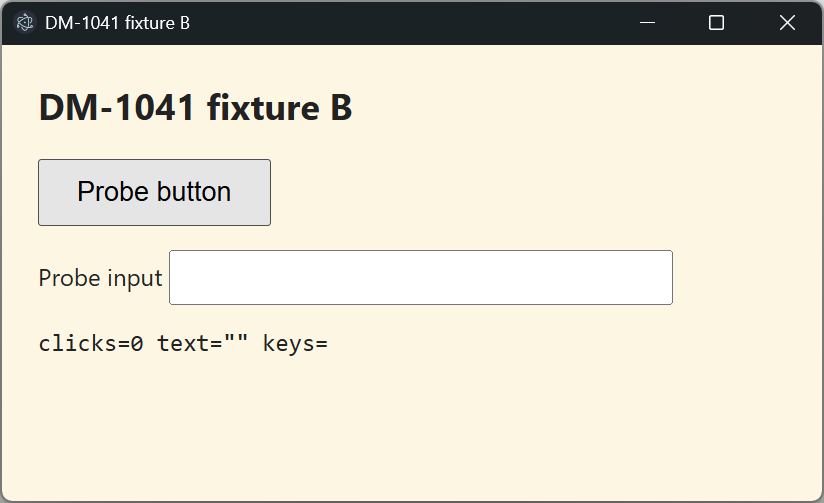 DM-1041 fixture B
DM-1041 fixture B
Probe button
Probe input
clicks=0 text="" keys=